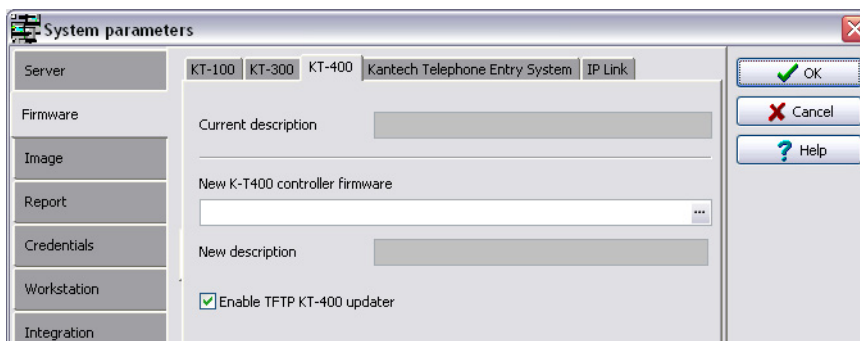 System parameters
Server
Firmware
Image
Report
Credentials
Workstation
Integration
KT-100 KT-300 KT-400 Kantech Telephone Entry System IP Link
Current description
New K-T400 controller firmware
...
New description
Enable TFTP KT-400 updater
OK
Cancel
? Help